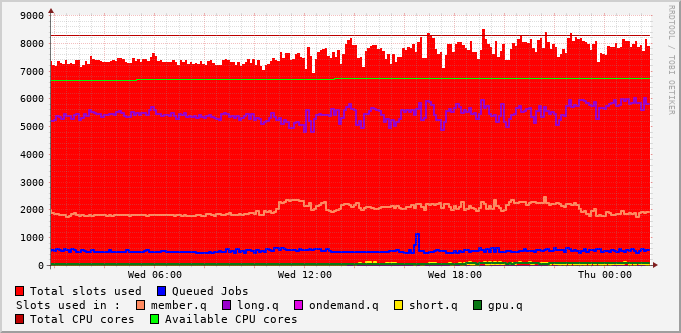 9000
8000
7000
6000
5000
4000
3000
2000
1000
0
Wed 06:00 Wed 12:00 Wed 18:00 Thu 00:00
Total slots used Queued Jobs
Slots used in : member.q long.q ondemand.q short.q gpu.q
Total CPU cores Available CPU cores
RRDTOOL / TOBI OETIKER